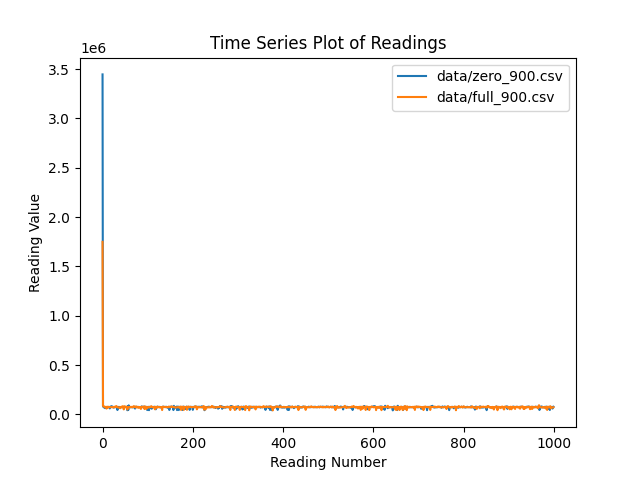 Time Series Plot of Readings
1e6
data/zero_900.csv
data/full_900.csv
3.5
3.0
2.5
2.0
1.5
1.0
0.5
0.0
Reading Value
0 200 400 600 800 1000
Reading Number